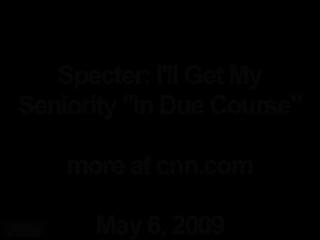 Specter: I'll Get My
Seniority "In Due Course"
more at cnn.com
May 6, 2009